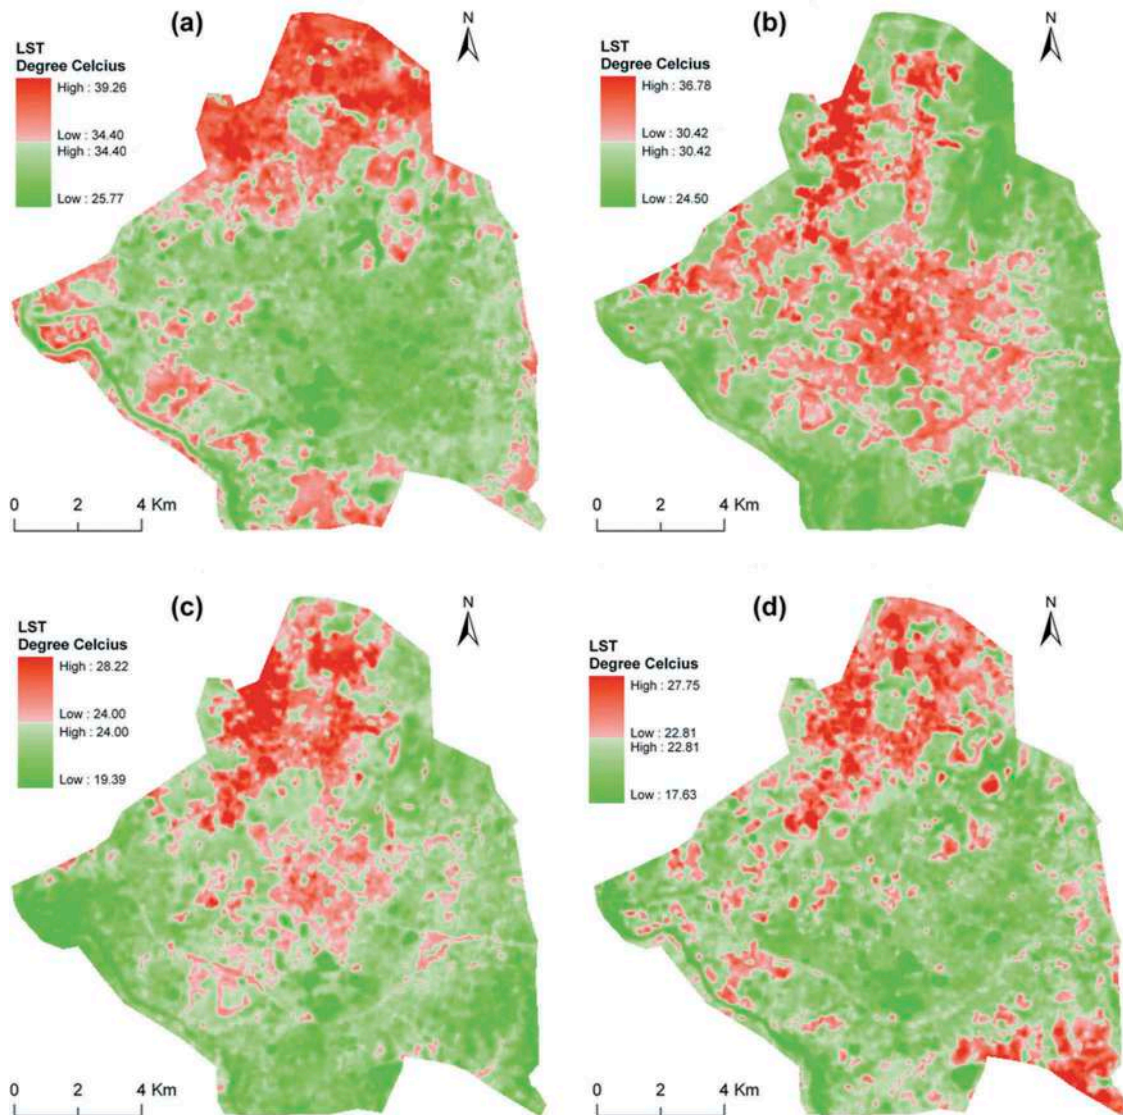 (a)
N
LST
Degree Celcius
High : 39.26
Low : 34.40
High : 34.40
Low : 25.77
0 2 4 Km
(b)
N
LST
Degree Celcius
High : 36.78
Low : 30.42
High : 30.42
Low : 24.50
0 2 4 Km
(c)
N
LST
Degree Celcius
High : 28.22
Low : 24.00
High : 24.00
Low : 19.39
0 2 4 Km
(d)
N
LST
Degree Celcius
High : 27.75
Low : 22.81
High : 22.81
Low : 17.63
0 2 4 Km